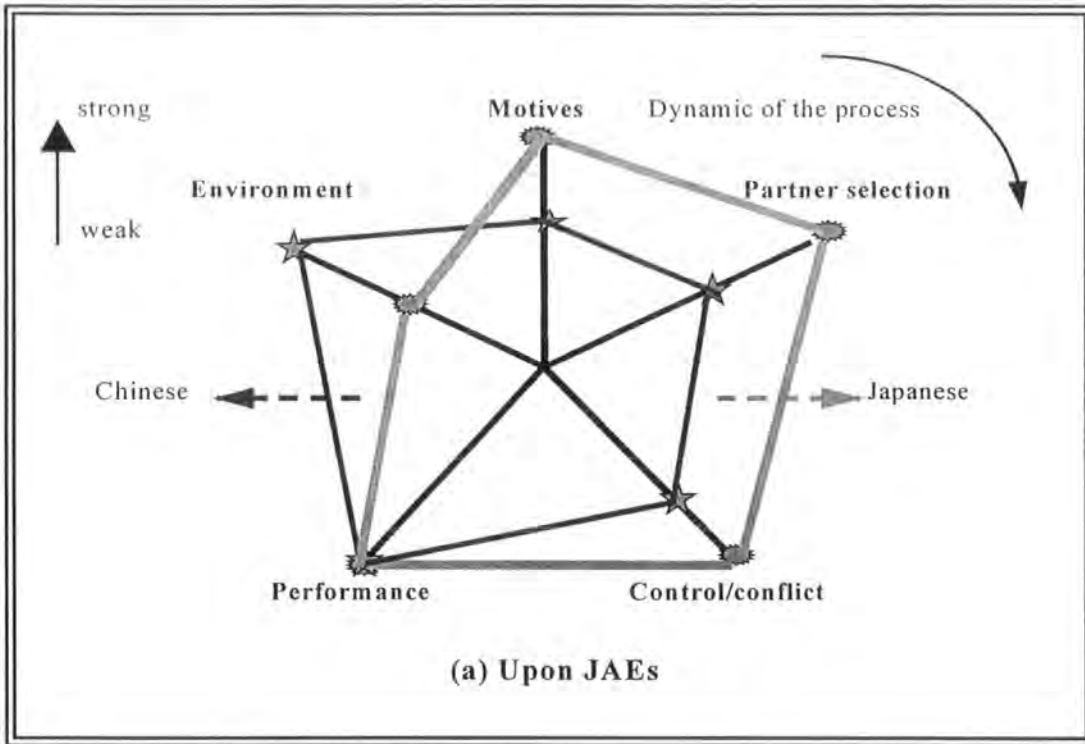 strong
Motives
Dynamic of the process
Environment
Partner selection
weak
Chinese
Japanese
Performance
Control/conflict
(a) Upon JAEs